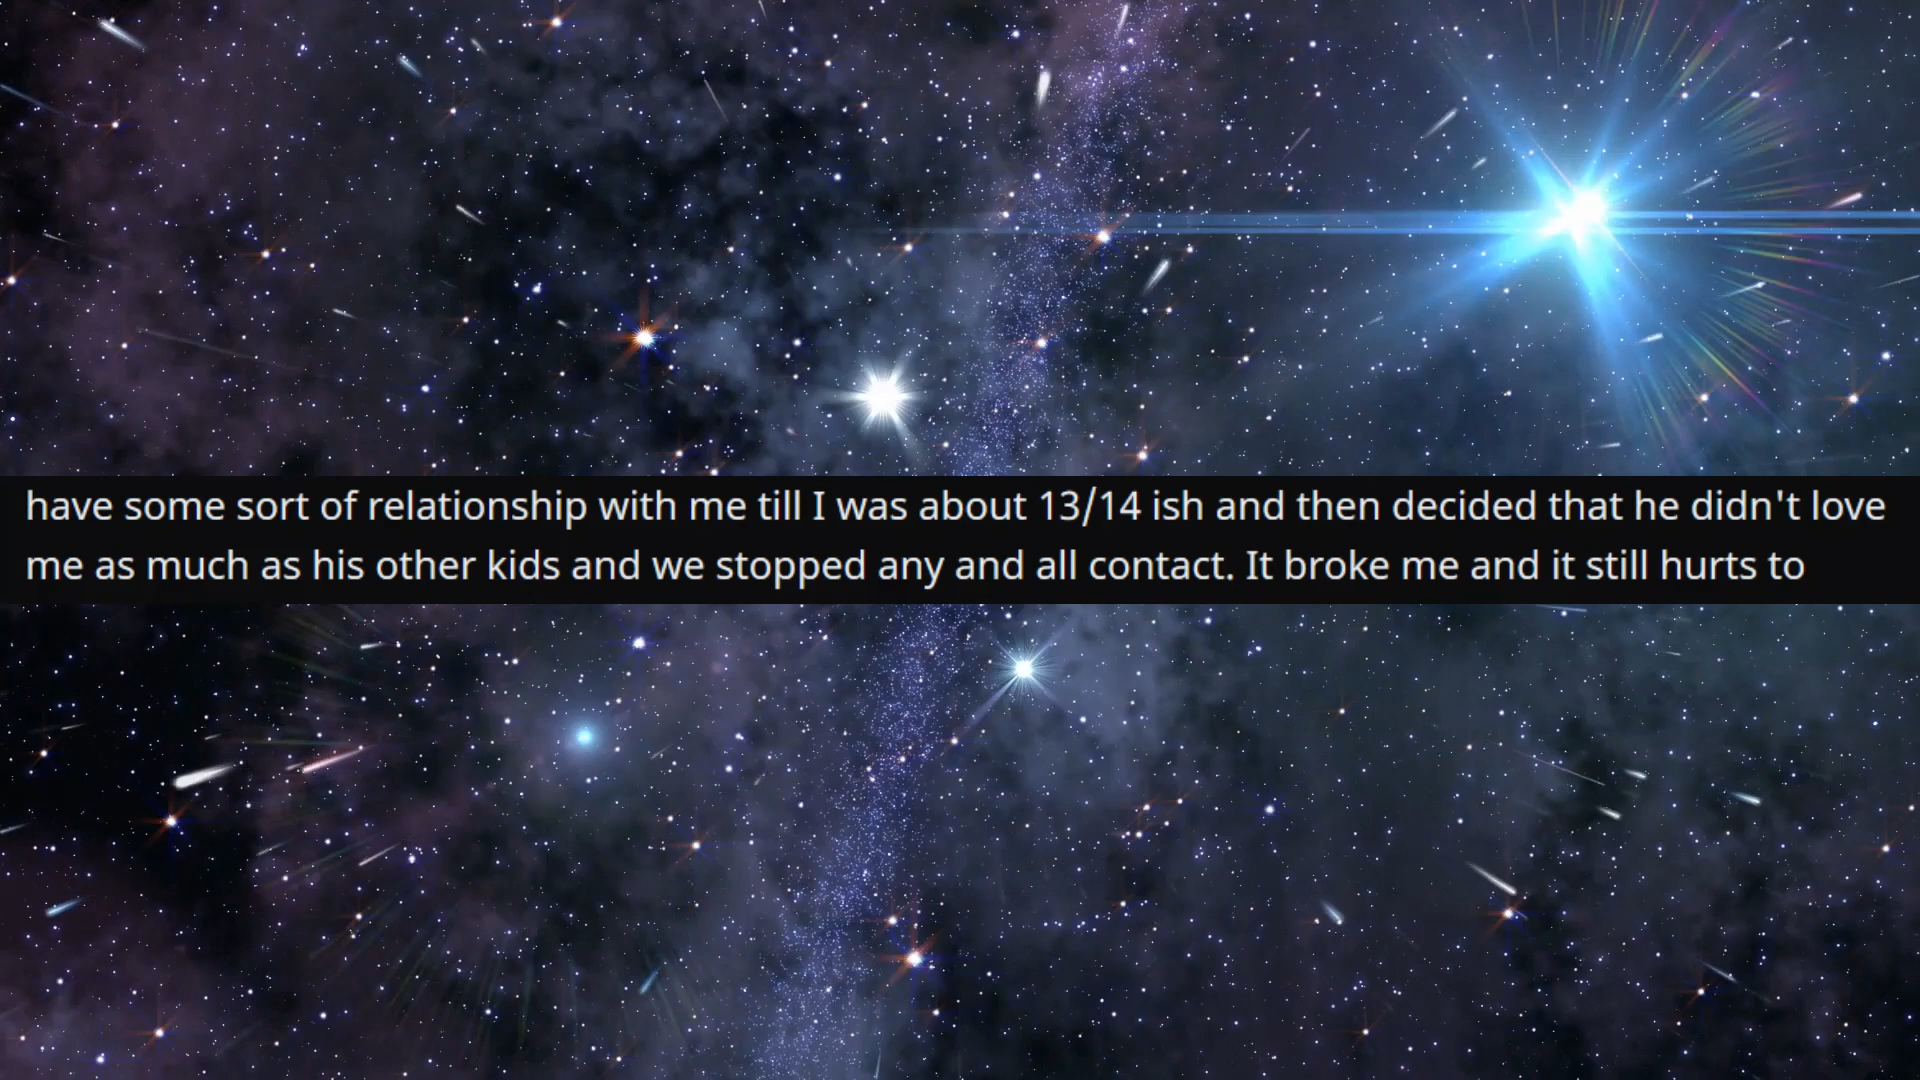 have some sort of relationship with me till I was about 13/14 ish and then decided that he didn't love
me as much as his other kids and we stopped any and all contact. It broke me and it still hurts to